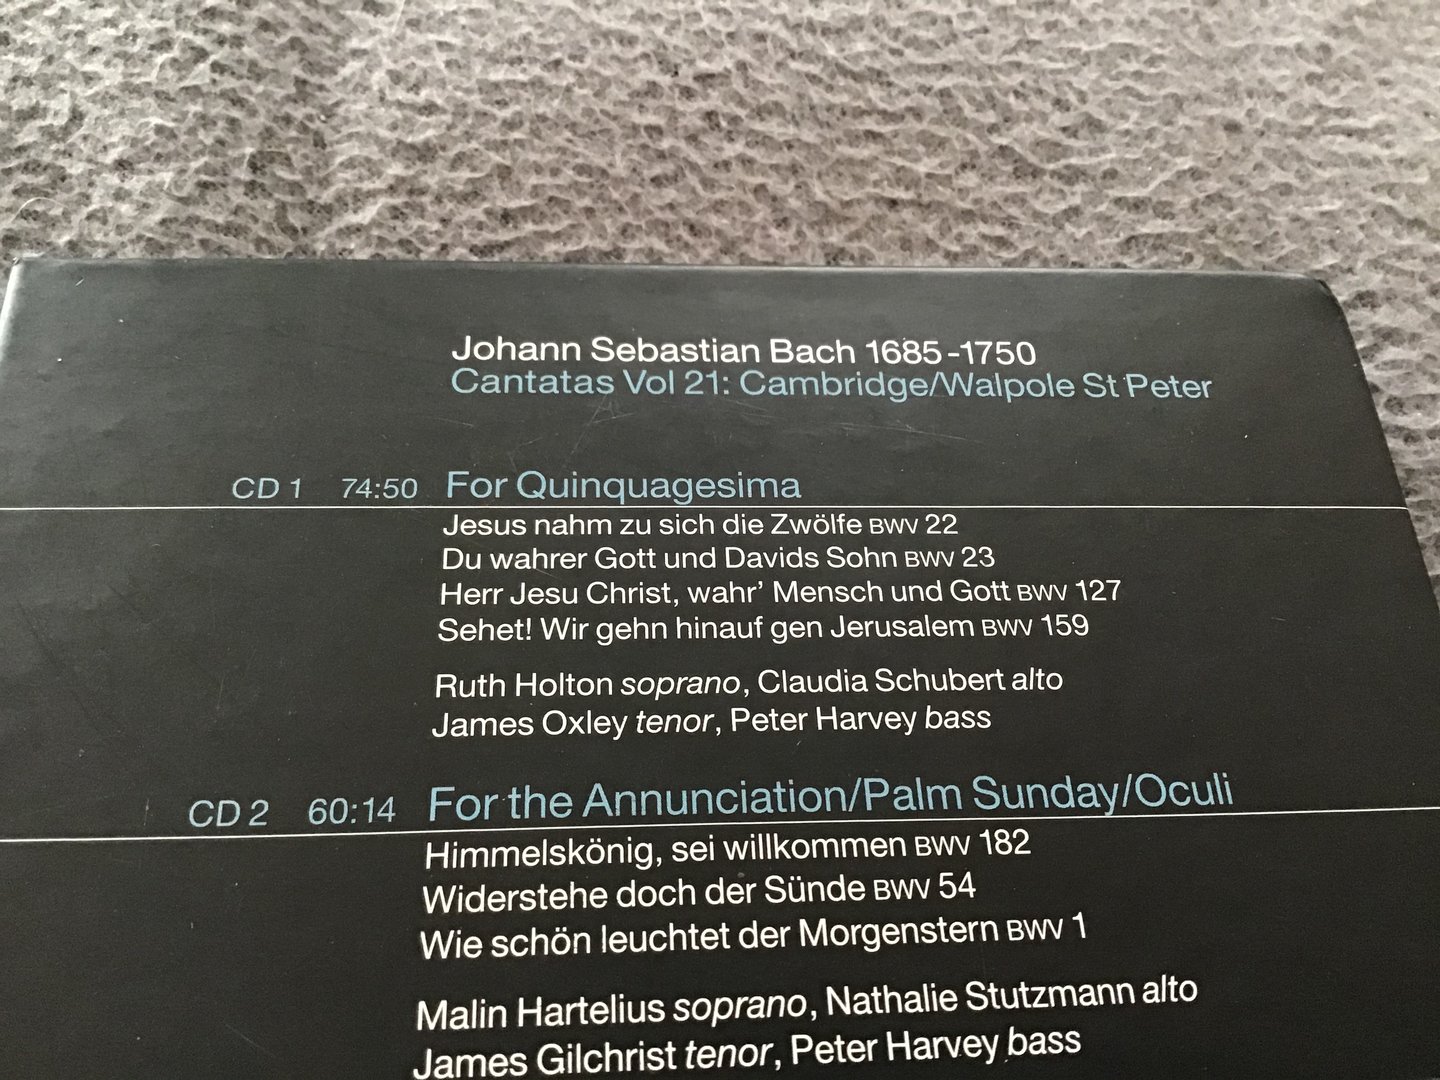 Johann Sebastian Bach 1685-1750
Cantatas Vol 21: Cambridge/Walpole St Peter
CD 1 74:50 For Quinquagesima
Jesus nahm zu sich die Zwölfe BWV 22
Du wahrer Gott und Davids Sohn BWV 23
Herr Jesu Christ, wahr' Mensch und Gott BWV 127
Sehet! Wir gehn hinauf gen Jerusalem BWV 159
Ruth Holton soprano, Claudia Schubert alto
James Oxley tenor, Peter Harvey bass
CD 2 60:14 For the Annunciation/Palm Sunday/Oculi
Himmelskönig, sei willkommen BWV 182
Widerstehe doch der Sünde BWV 54
Wie schön leuchtet der Morgenstern BWV 1
Malin Hartelius soprano, Nathalie Stutzmann alto
James Gilchrist tenor, Peter Harvey bass